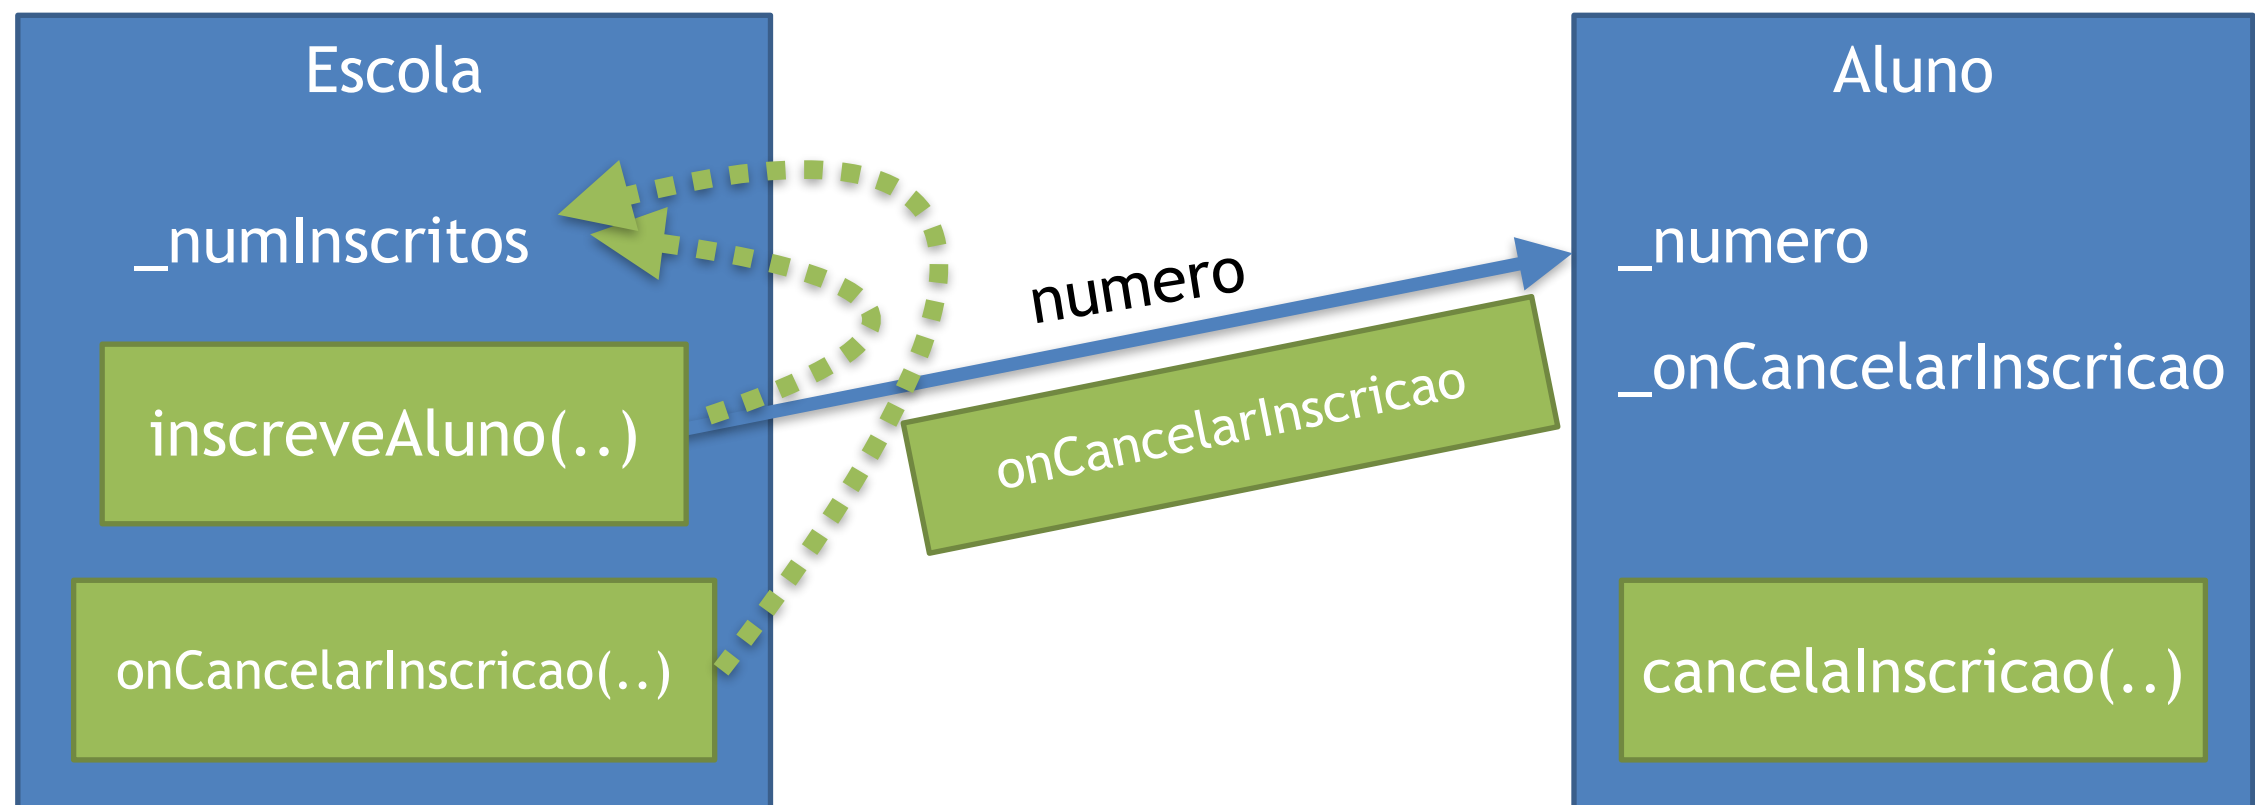 Escola
_numInscritos
inscreveAluno(..)
onCancelarInscricao(..)
numero
onCancelarInscricao
Aluno
_numero
_onCancelarInscricao
cancelaInscricao(..)